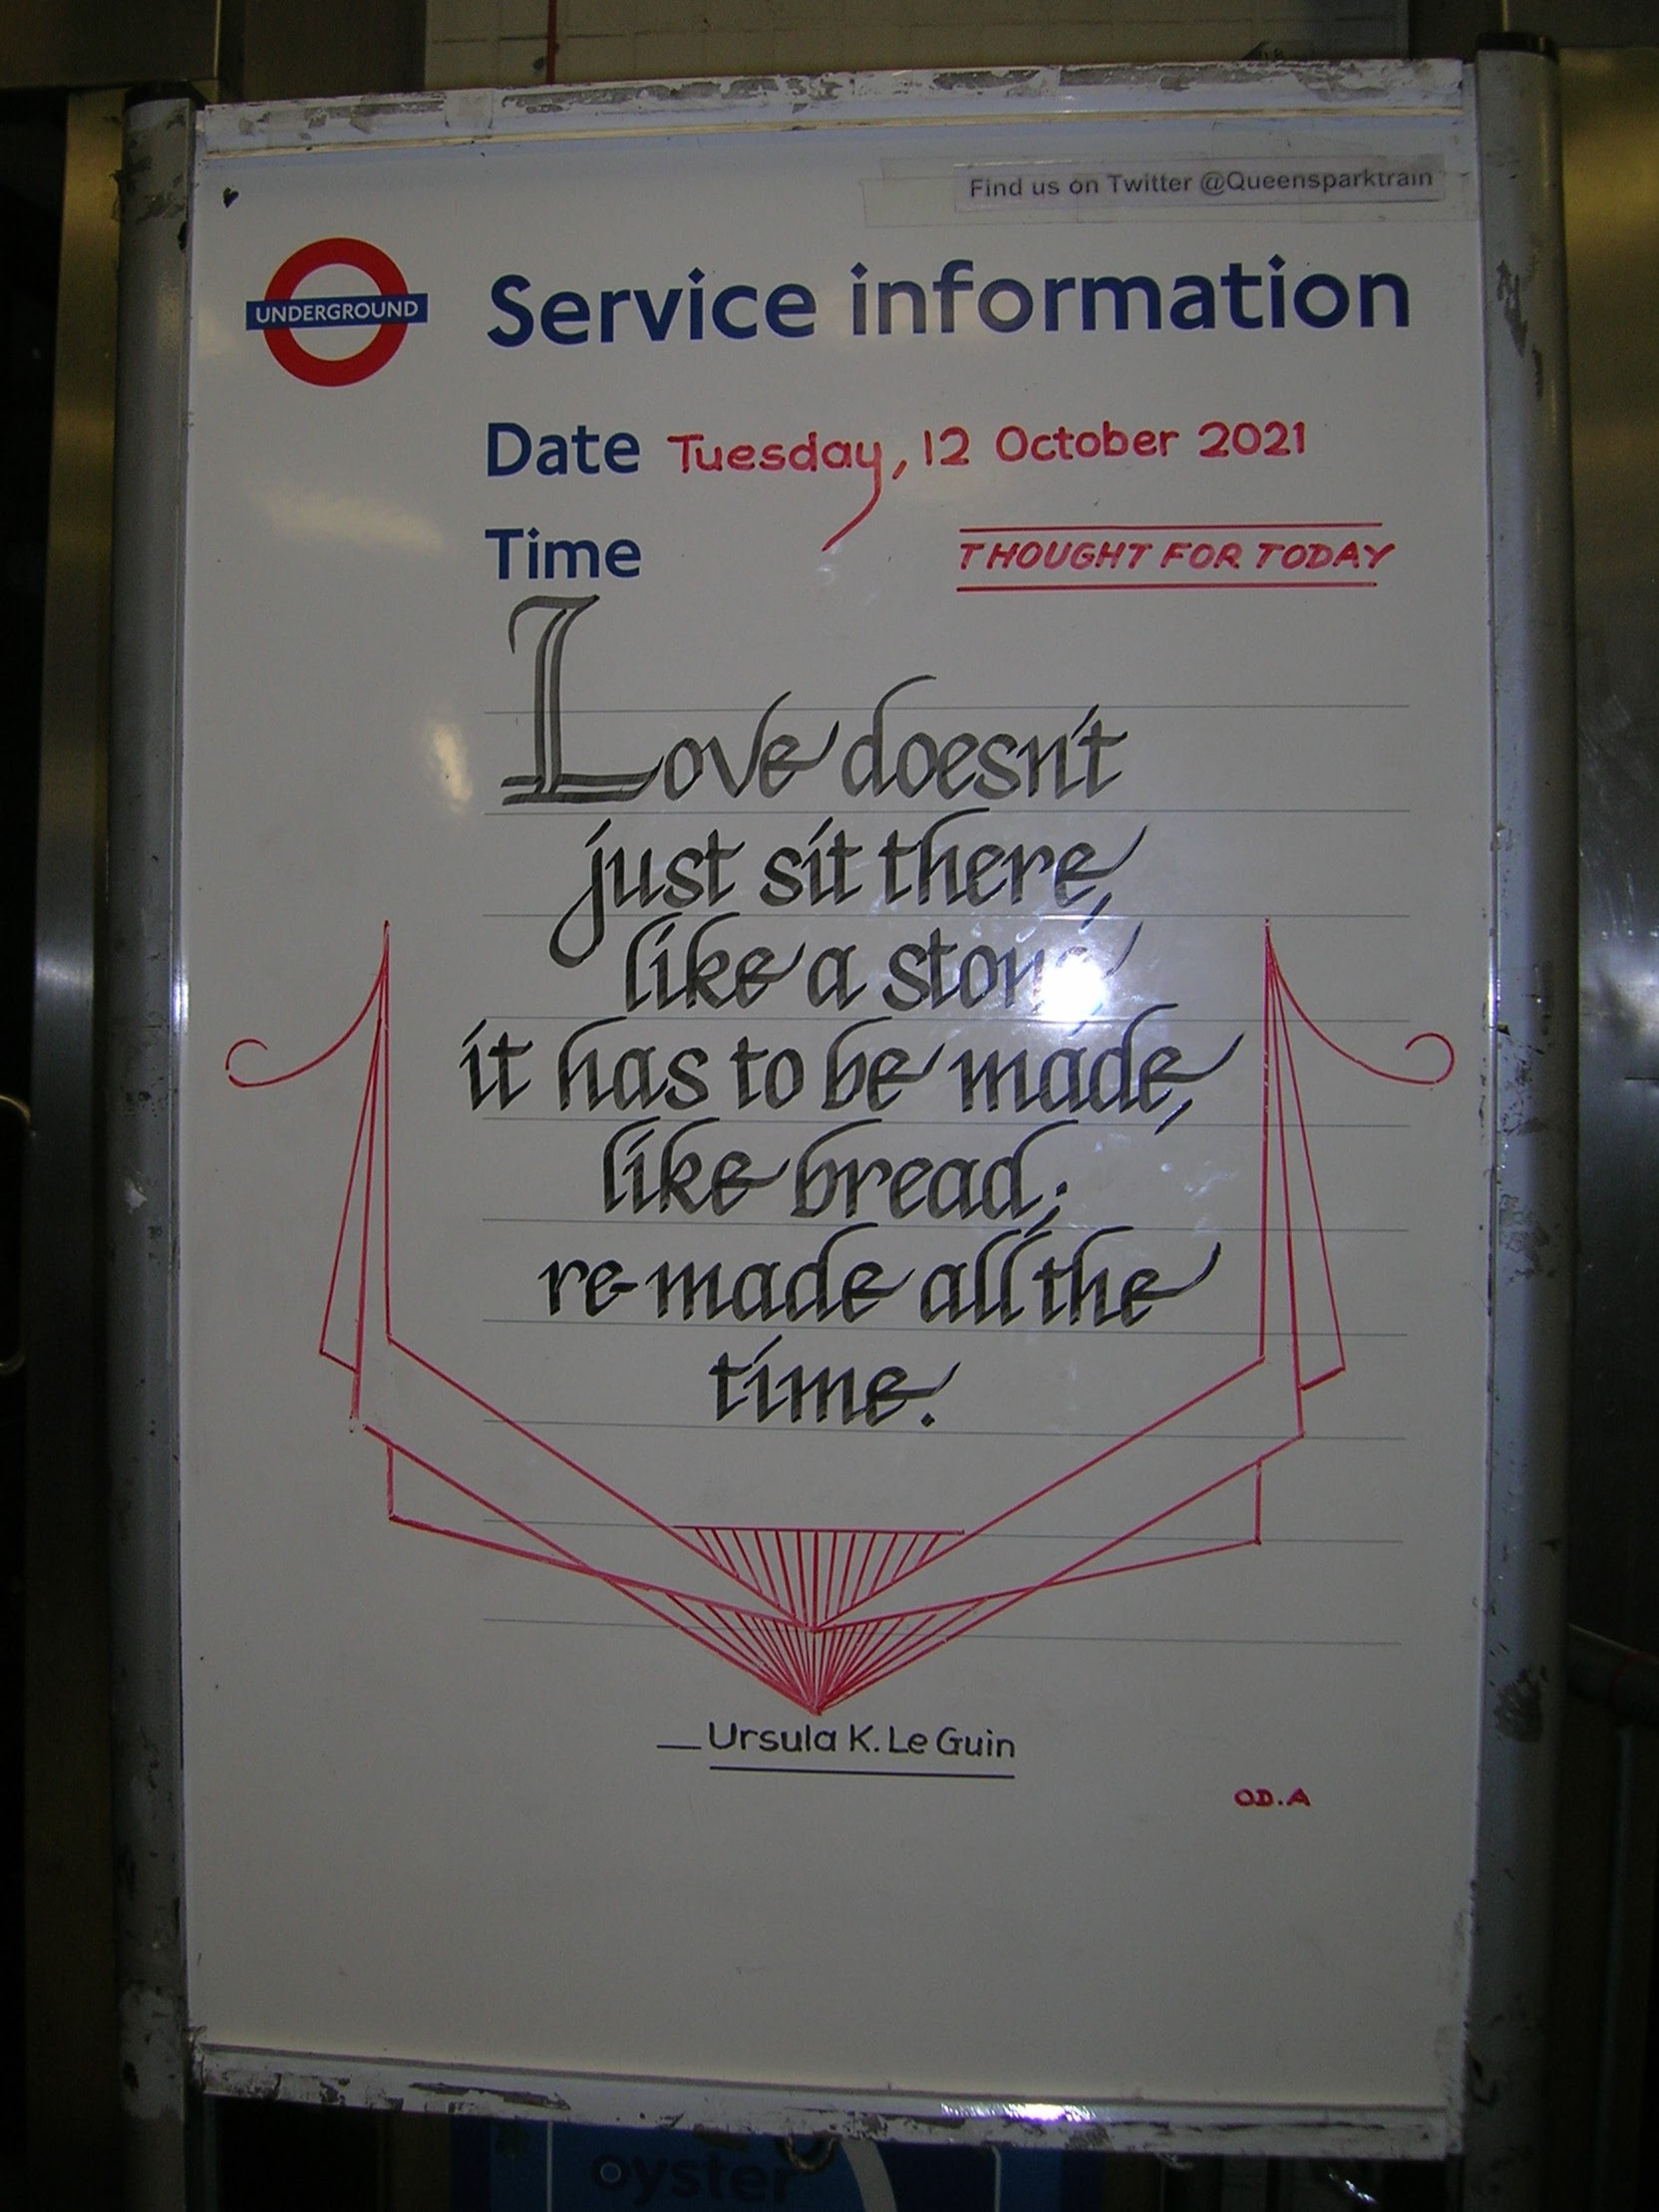 Find us on Twitter @Queensparktrain
UNDERGROUND
Service information
Date Tuesday, 12 October 2021
Time
THOUGHT FOR TODAY
Love doesn't
just sit there,
like a stone
it has to be made,
like bread;
re-made all the
time.
— Ursula K. Le Guin
OD.A
oyster